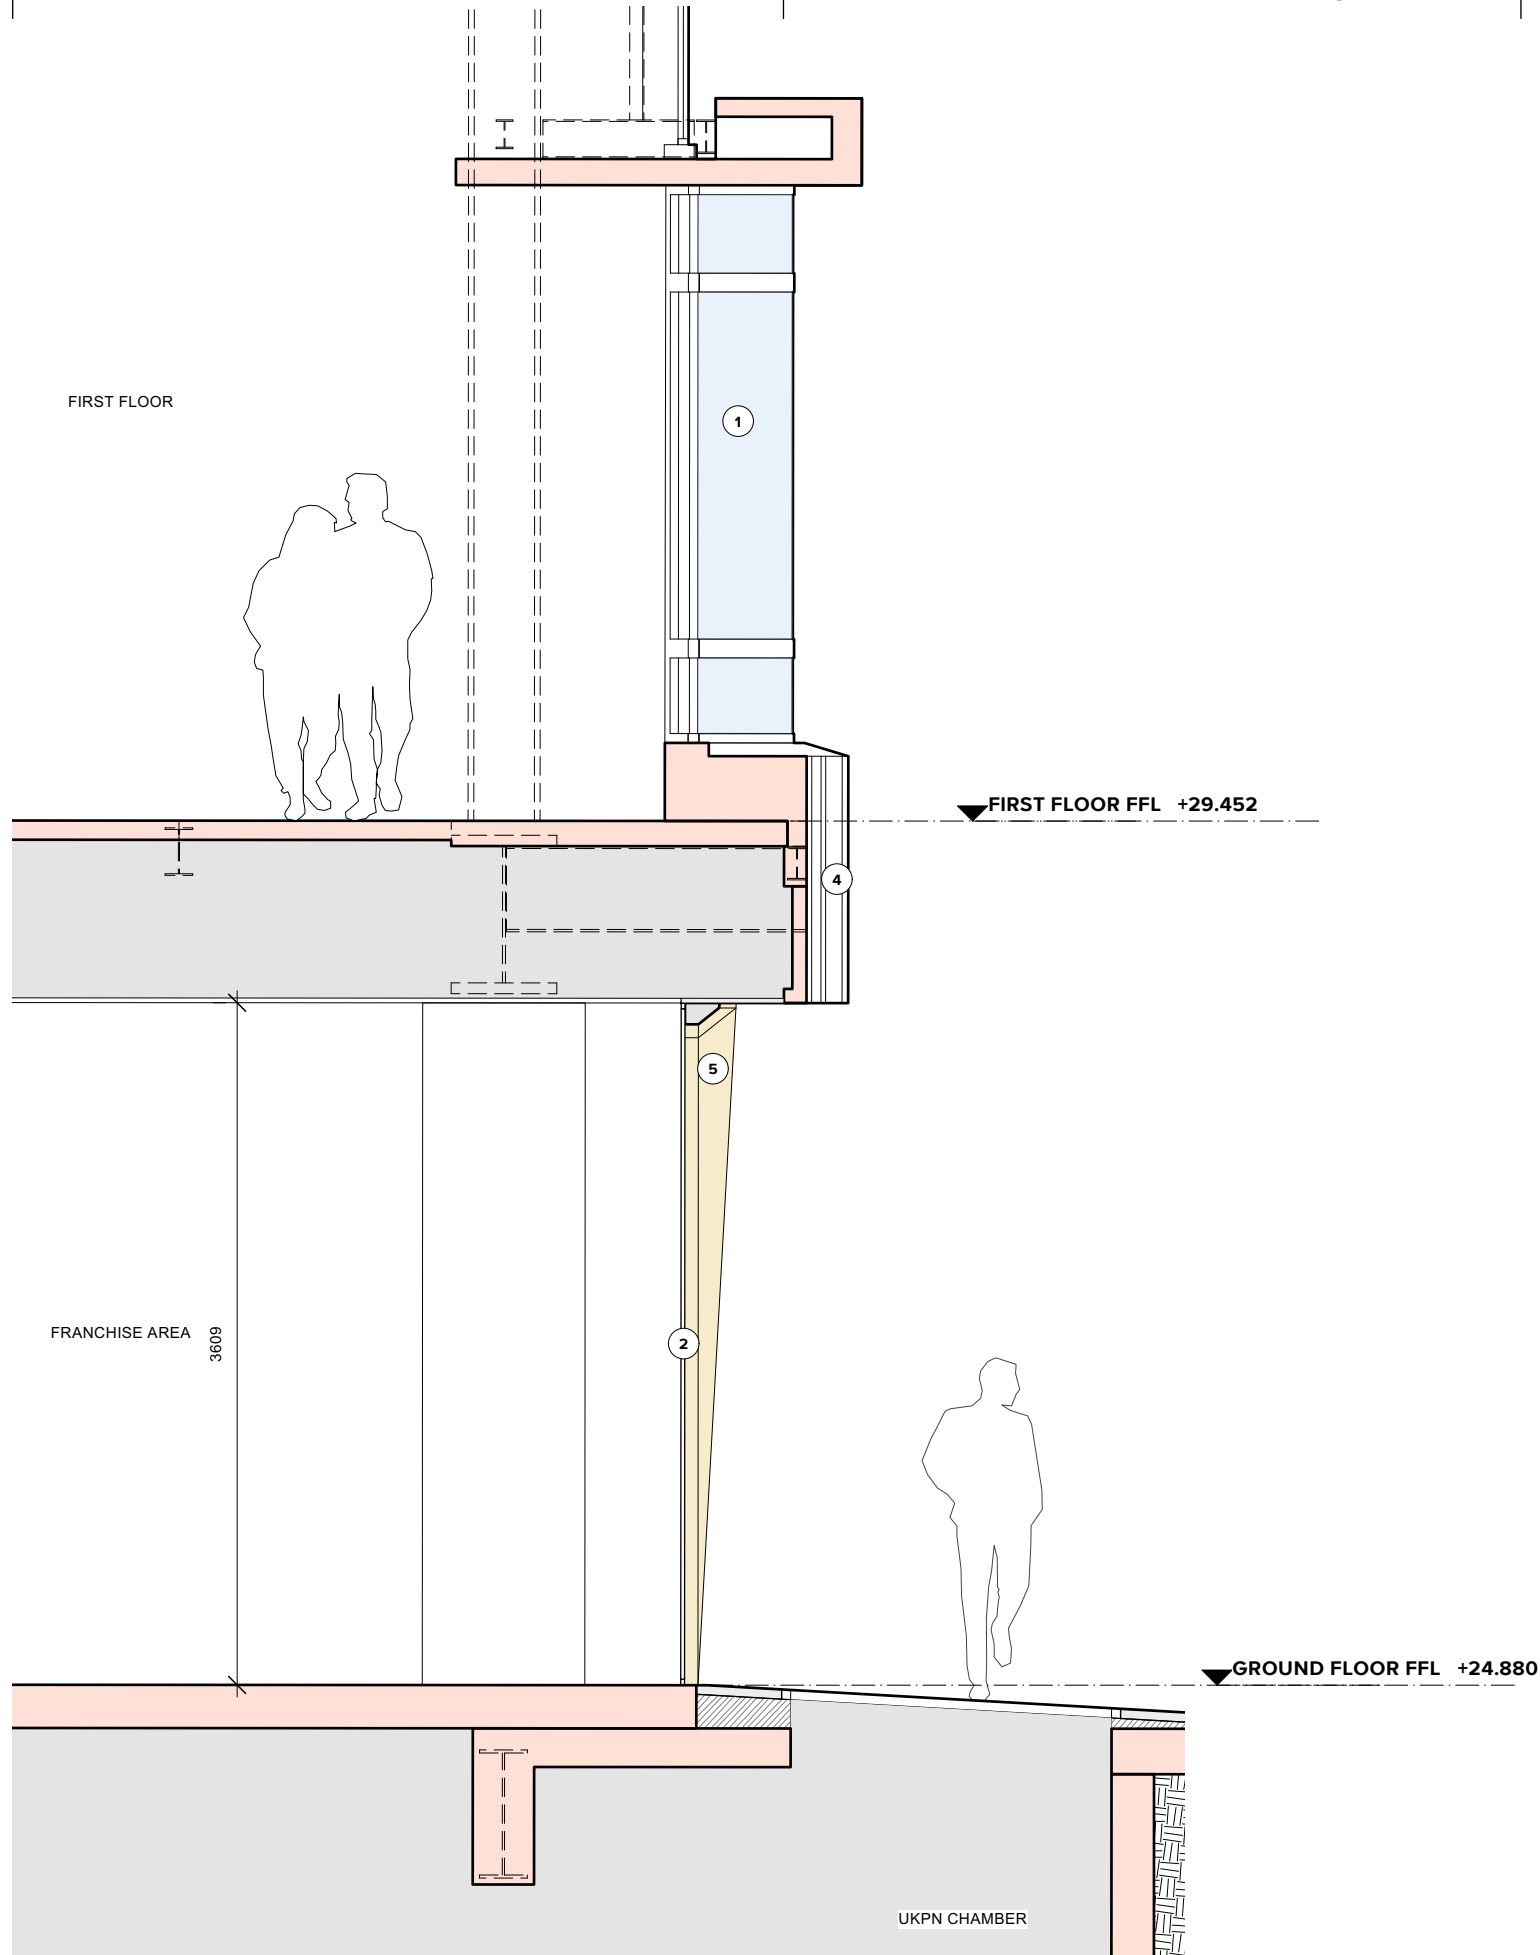 FIRST FLOOR
1
FIRST FLOOR FFL +29.452
4
5
FRANCHISE AREA
3609
2
GROUND FLOOR FFL +24.880
UKPN CHAMBER